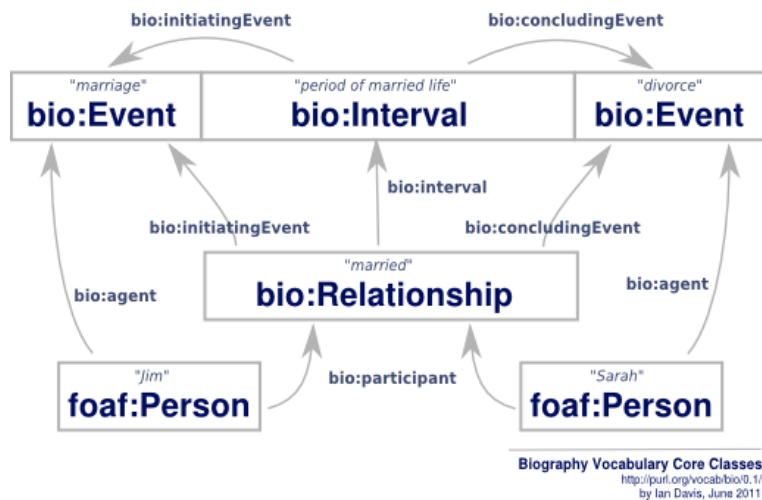 bio:initiatingEvent
bio:concludingEvent
"marriage"
bio:Event
"period of married life"
bio:Interval
"divorce"
bio:Event
bio:interval
bio:initiatingEvent
bio:concludingEvent
"married"
bio:Relationship
bio:agent
bio:agent
"Jim"
foaf:Person
bio:participant
"Sarah"
foaf:Person
Biography Vocabulary Core Classes
http://purl.org/vocab/bio/0.1/
by Ian Davis, June 2011